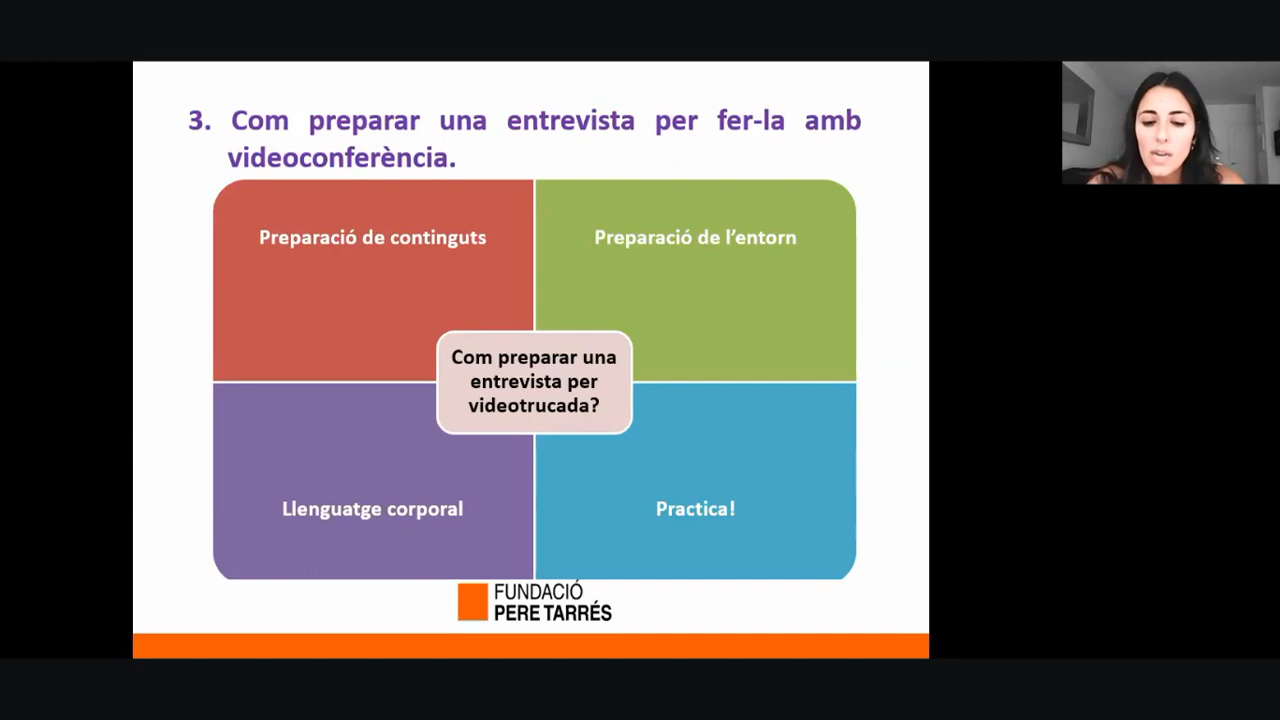 3. Com preparar una entrevista per fer-la amb
videoconferència.
Preparació de continguts
Preparació de l’entorn
Com preparar una
entrevista per
videotrucada?
Llenguatge corporal
Practica!
FUNDACIÓ
PERE TARRÉS